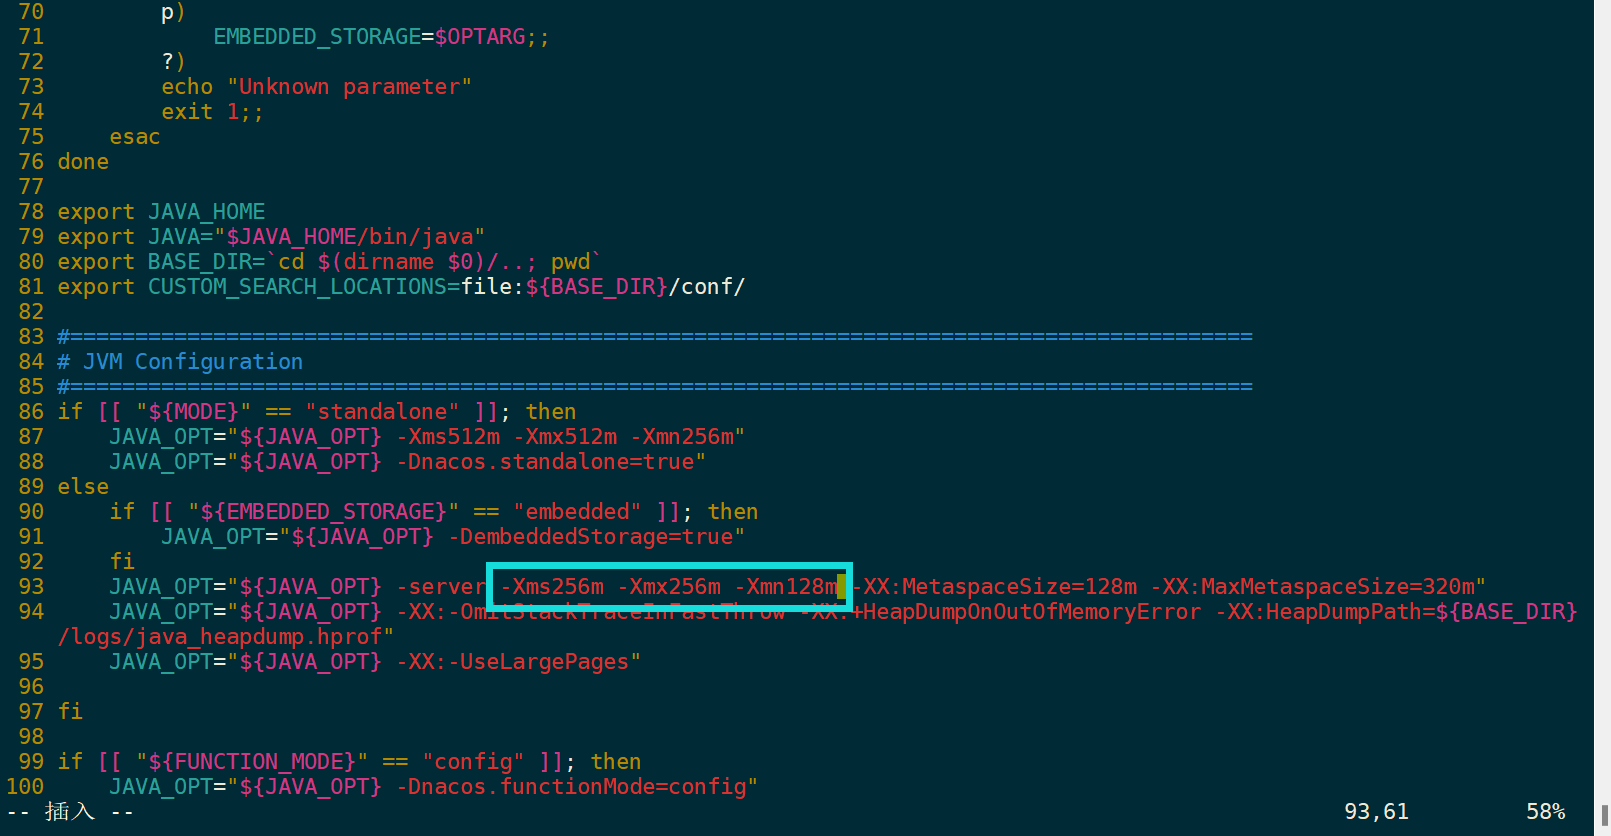 70         p)
71             EMBEDDED_STORAGE=$OPTARG;;
72         ?)
73         echo "Unknown parameter"
74         exit 1;;
75     esac
76 done
77
78 export JAVA_HOME
79 export JAVA="$JAVA_HOME/bin/java"
80 export BASE_DIR=`cd $(dirname $0)/..; pwd`
81 export CUSTOM_SEARCH_LOCATIONS=file:${BASE_DIR}/conf/
82
83 #===========================================================================================
84 # JVM Configuration
85 #===========================================================================================
86 if [[ "${MODE}" == "standalone" ]]; then
87     JAVA_OPT="${JAVA_OPT} -Xms512m -Xmx512m -Xmn256m"
88     JAVA_OPT="${JAVA_OPT} -Dnacos.standalone=true"
89 else
90     if [[ "${EMBEDDED_STORAGE}" == "embedded" ]]; then
91         JAVA_OPT="${JAVA_OPT} -DembeddedStorage=true"
92     fi
93     JAVA_OPT="${JAVA_OPT} -server -Xms256m -Xmx256m -Xmn128m -XX:MetaspaceSize=128m -XX:MaxMetaspaceSize=320m"
94     JAVA_OPT="${JAVA_OPT} -XX:-OmitStackTraceInFastThrow -XX:+HeapDumpOnOutOfMemoryError -XX:HeapDumpPath=${BASE_DIR}
/logs/java_heapdump.hprof"
95     JAVA_OPT="${JAVA_OPT} -XX:-UseLargePages"
96
97 fi
98
99 if [[ "${FUNCTION_MODE}" == "config" ]]; then
100     JAVA_OPT="${JAVA_OPT} -Dnacos.functionMode=config"
-- 插入 -- 93,61 58%